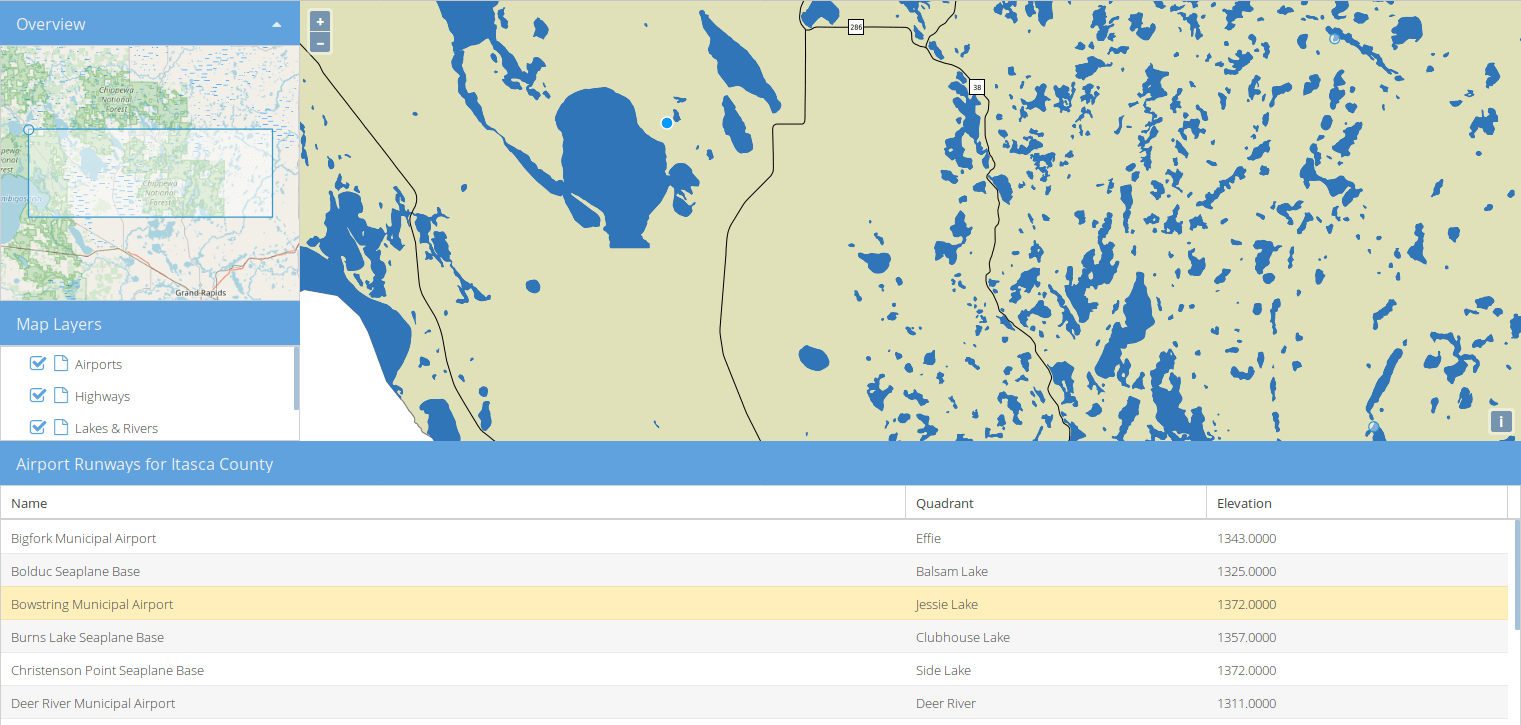 Overview
+
–
286
38
Chippewa
National
Forest
Chippewa
National
Forest
Grand Rapids
Map Layers
Airports
Highways
Lakes & Rivers
i
Airport Runways for Itasca County
Name Quadrant Elevation
Bigfork Municipal Airport Effie 1343.0000
Bolduc Seaplane Base Balsam Lake 1325.0000
Bowstring Municipal Airport Jessie Lake 1372.0000
Burns Lake Seaplane Base Clubhouse Lake 1357.0000
Christenson Point Seaplane Base Side Lake 1372.0000
Deer River Municipal Airport Deer River 1311.0000